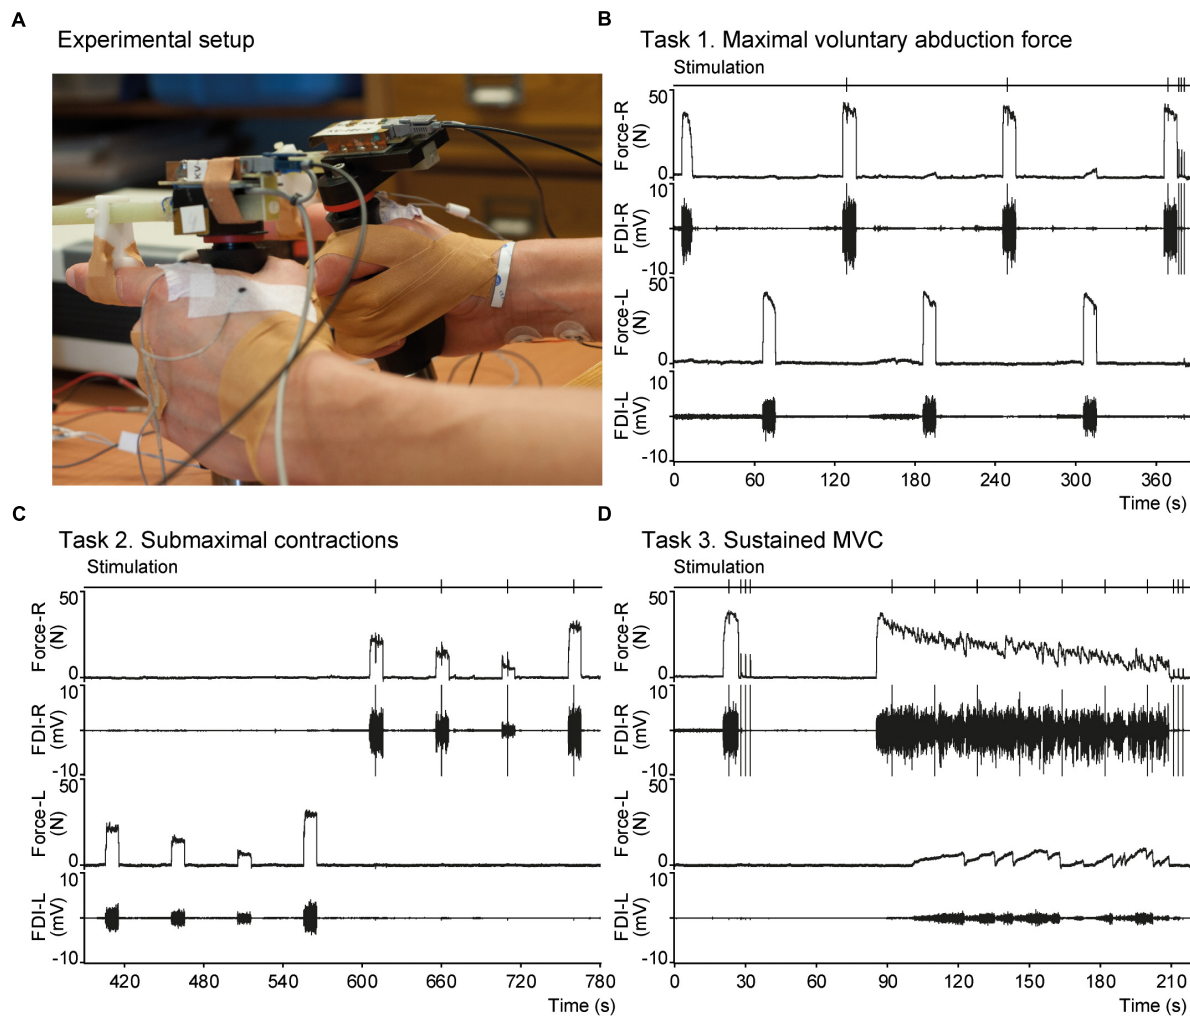 A
Experimental setup
B
Task 1. Maximal voluntary abduction force
Stimulation
50
Force-R
(N)
0
10
FDI-R
(mV)
-10
50
Force-L
(N)
0
10
FDI-L
(mV)
-10
0 60 120 180 240 300 360
Time (s)
C
Task 2. Submaximal contractions
Stimulation
50
Force-R
(N)
0
10
FDI-R
(mV)
-10
50
Force-L
(N)
0
10
FDI-L
(mV)
-10
420 480 540 600 660 720 780
Time (s)
D
Task 3. Sustained MVC
Stimulation
50
Force-R
(N)
0
10
FDI-R
(mV)
-10
50
Force-L
(N)
0
10
FDI-L
(mV)
-10
0 30 60 90 120 150 180 210
Time (s)